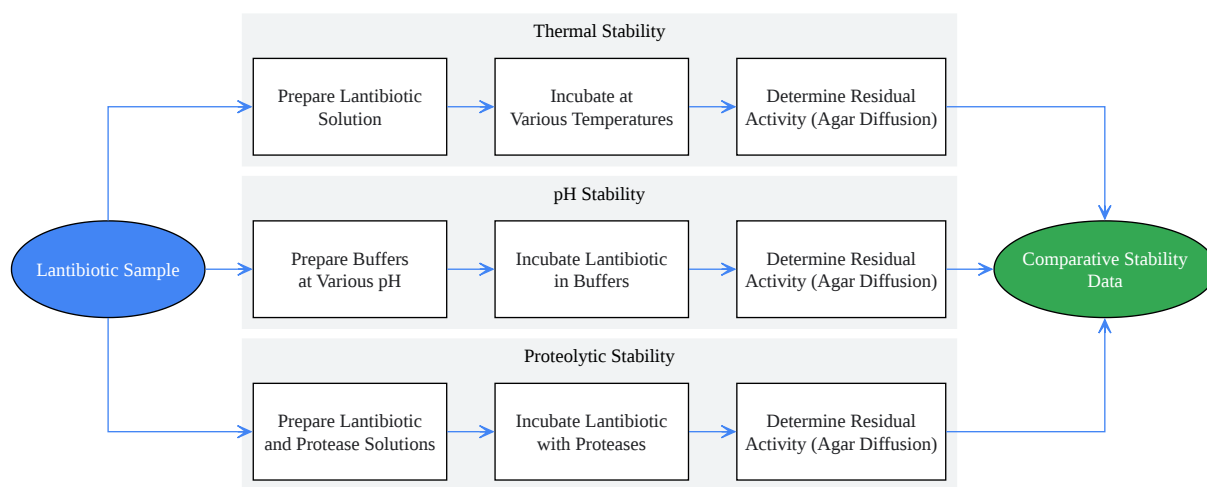 Thermal Stability
Prepare Lantibiotic
Solution
Incubate at
Various Temperatures
Determine Residual
Activity (Agar Diffusion)
pH Stability
Lantibiotic Sample
Prepare Buffers
at Various pH
Incubate Lantibiotic
in Buffers
Determine Residual
Activity (Agar Diffusion)
Comparative Stability
Data
Proteolytic Stability
Prepare Lantibiotic
and Protease Solutions
Incubate Lantibiotic
with Proteases
Determine Residual
Activity (Agar Diffusion)